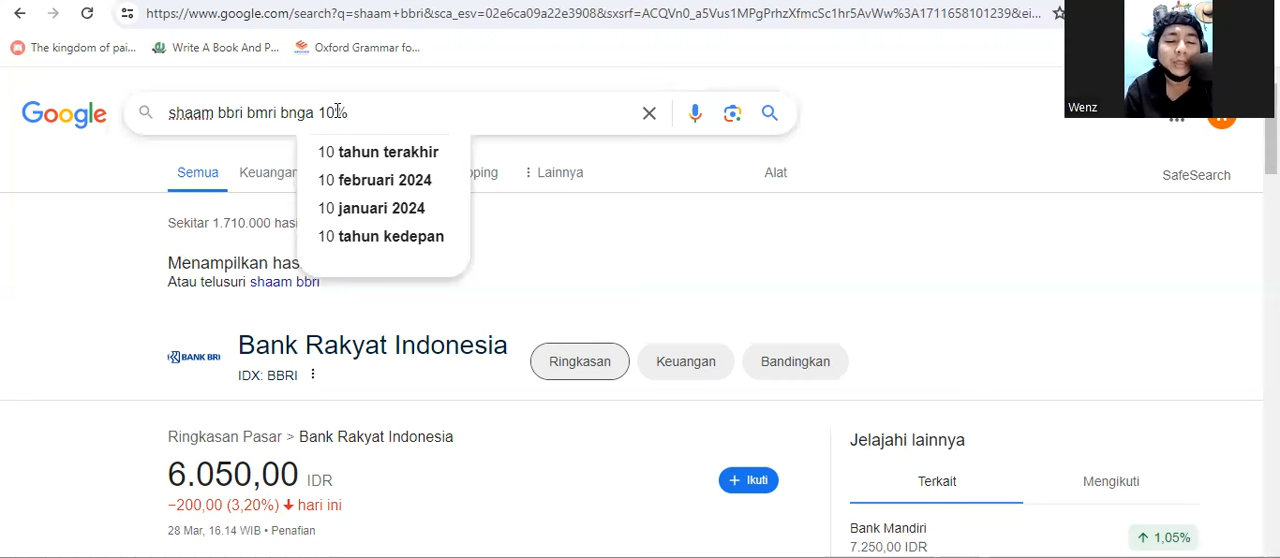 https://www.google.com/search?q=shaam+bbri&sca_esv=02e6ca09a22e3908&sxsrf=ACQVn0_a5Vus1MPgPrhzXfmcSc1hr5AvWw%3A1711658101239&ei...
The kingdom of pai...
Write A Book And P...
Oxford Grammar fo...
Wenz
Google
shaam bbri bmri bnga 10%
10 tahun terakhir
10 februari 2024
10 januari 2024
10 tahun kedepan
Semua
Keuangan
pping
Lainnya
Alat
SafeSearch
Sekitar 1.710.000 hasi
Menampilkan has
Atau telusuri shaam bbri
BANK BRI
Bank Rakyat Indonesia
IDX: BBRI
Ringkasan
Keuangan
Bandingkan
Ringkasan Pasar > Bank Rakyat Indonesia
6.050,00 IDR
−200,00 (3,20%) hari ini
28 Mar, 16.14 WIB • Penafian
+ Ikuti
Jelajahi lainnya
Terkait
Mengikuti
Bank Mandiri
7.250,00 IDR
1,05%